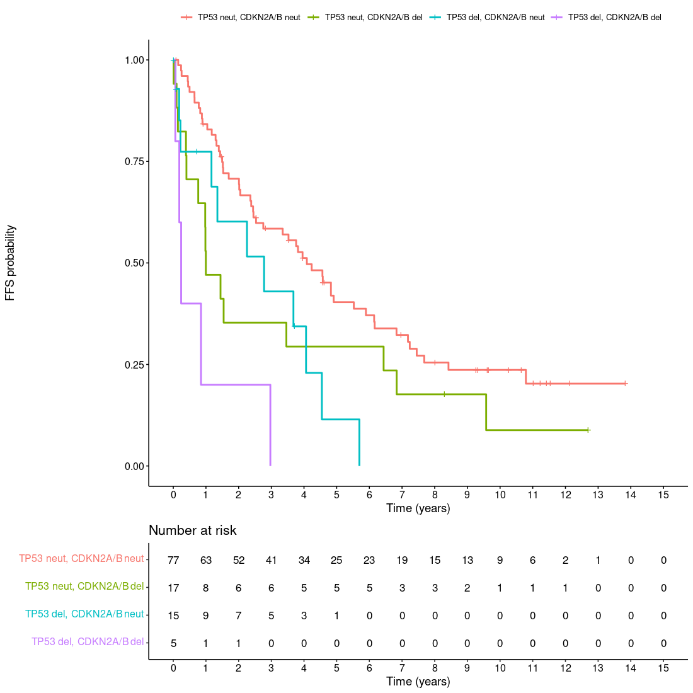 TP53 neut, CDKN2A/B neut TP53 neut, CDKN2A/B del TP53 del, CDKN2A/B neut TP53 del, CDKN2A/B del
FFS probability
1.00
0.75
0.50
0.25
0.00
0 1 2 3 4 5 6 7 8 9 10 11 12 13 14 15
Time (years)
Number at risk
TP53 neut, CDKN2A/B neut 77 63 52 41 34 25 23 19 15 13 9 6 2 1 0 0
TP53 neut, CDKN2A/B del 17 8 6 6 5 5 5 3 3 2 1 1 1 0 0 0
TP53 del, CDKN2A/B neut 15 9 7 5 3 1 0 0 0 0 0 0 0 0 0 0
TP53 del, CDKN2A/B del 5 1 1 0 0 0 0 0 0 0 0 0 0 0 0 0
0 1 2 3 4 5 6 7 8 9 10 11 12 13 14 15
Time (years)